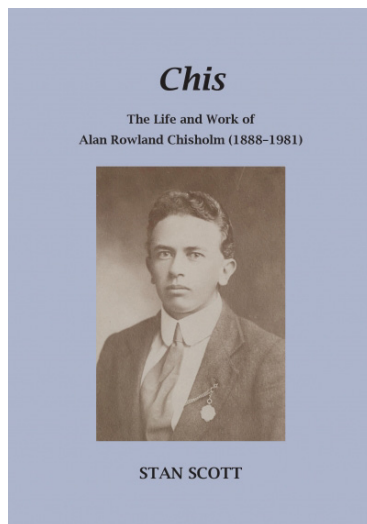 Chis
The Life and Work of
Alan Rowland Chisholm (1888–1981)
STAN SCOTT